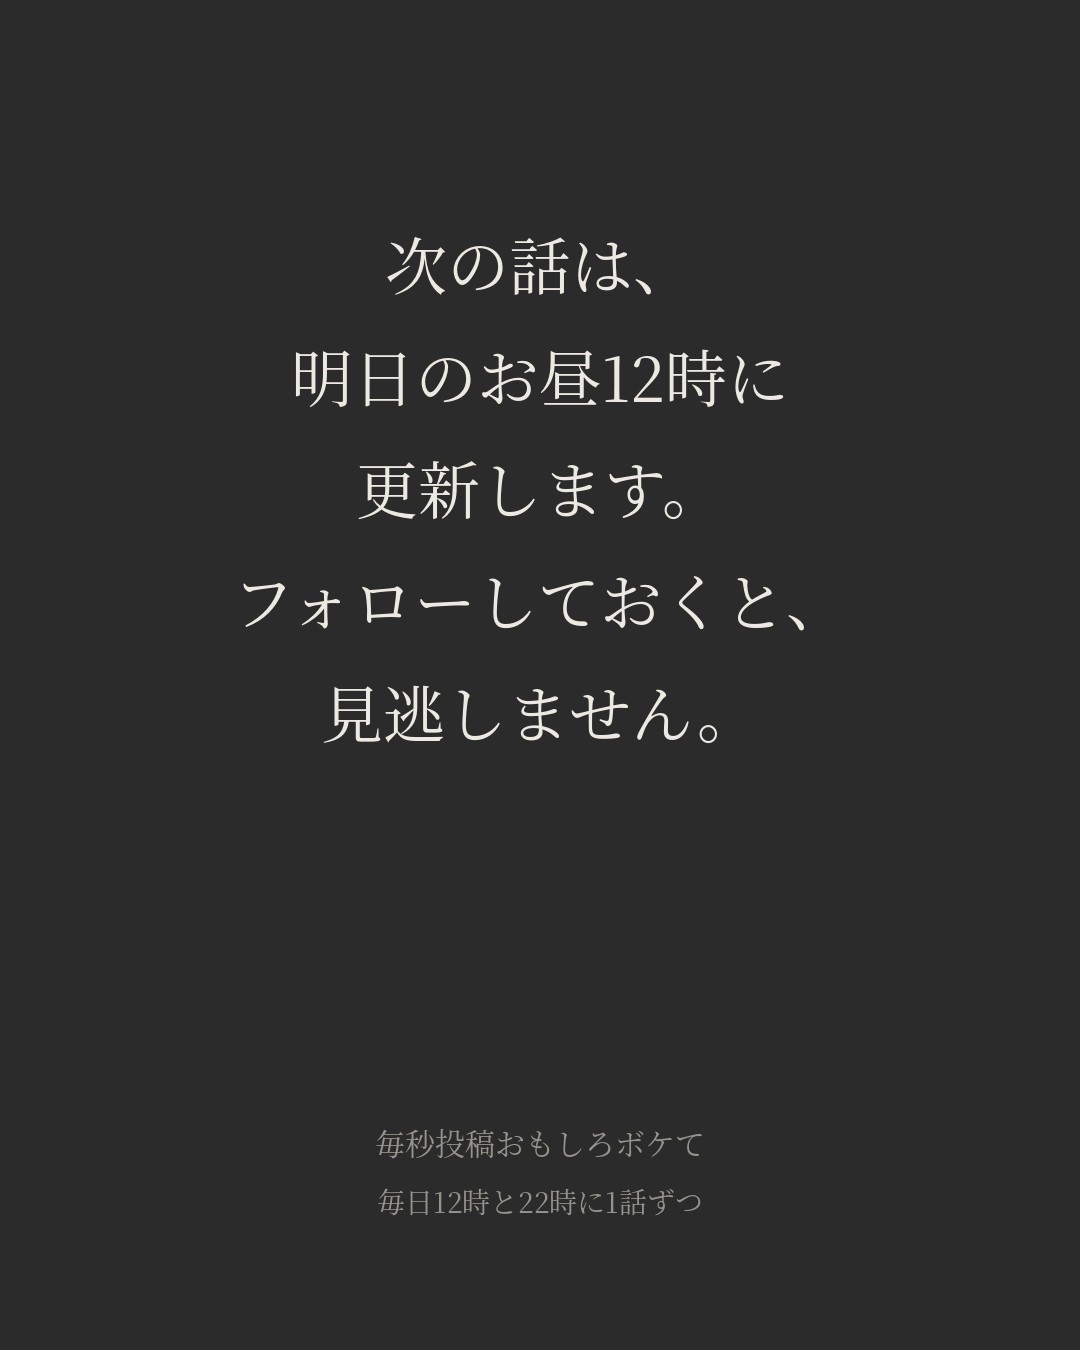 次の話は、
明日のお昼12時に
更新します。
フォローしておくと、
見逃しません。
毎秒投稿おもしろボケて
毎日12時と22時に1話ずつ